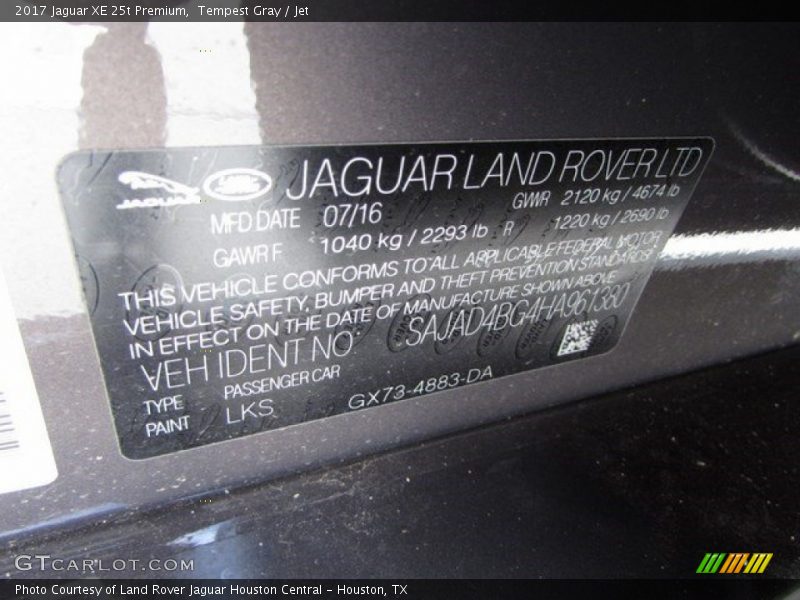 2017 Jaguar XE 25t Premium,  Tempest Gray / Jet
JAGUAR LAND ROVER LTD
JAGUAR
MFD DATE 07/16 GWR 2120 kg / 4674 lb
GAWR F 1040 kg / 2293 lb R 1220 kg / 2690 lb
THIS VEHICLE CONFORMS TO ALL APPLICABLE FEDERAL MOTOR
VEHICLE SAFETY, BUMPER AND THEFT PREVENTION STANDARDS
IN EFFECT ON THE DATE OF MANUFACTURE SHOWN ABOVE
VEH IDENT NO SAJAD4BG4HA961380
TYPE PASSENGER CAR
PAINT LKS GX73-4883-DA
GTCARLOT.COM
Photo Courtesy of Land Rover Jaguar Houston Central - Houston, TX